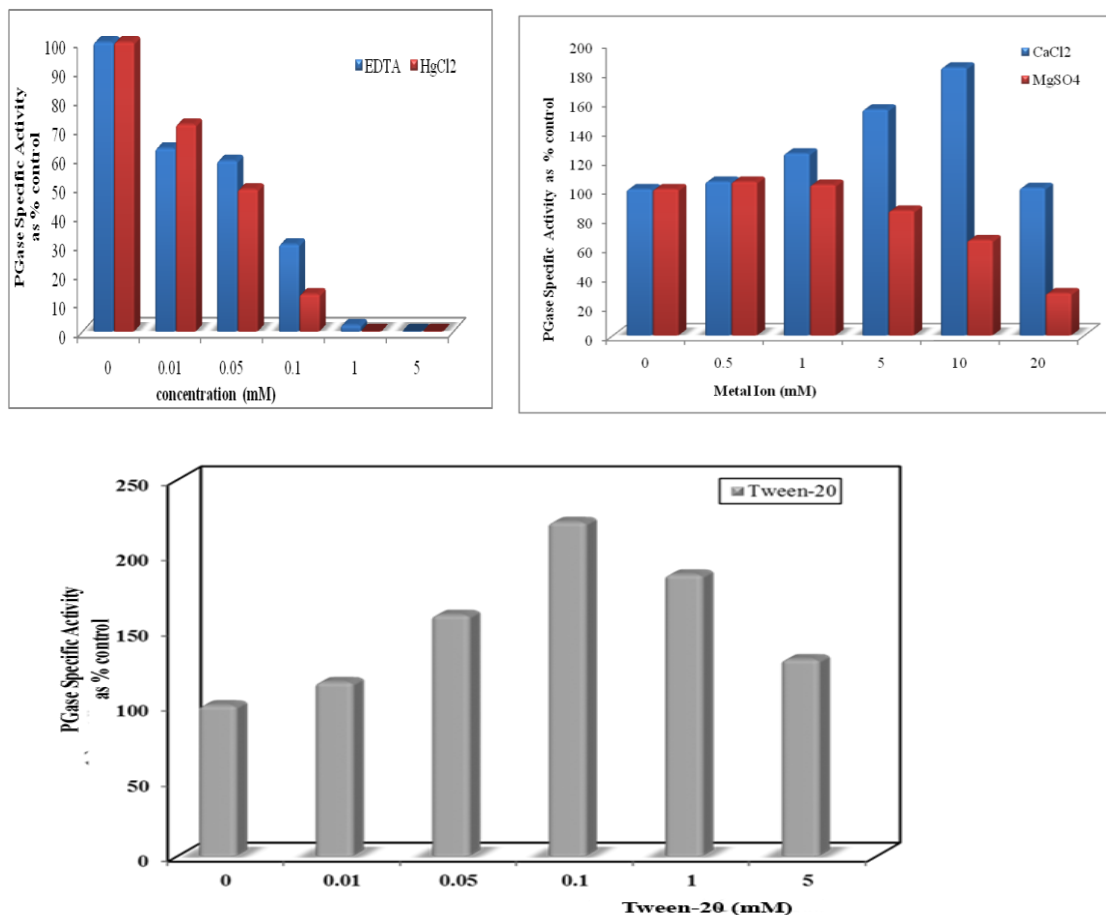 PGase Specific Activity
as % control
100
90
80
70
60
50
40
30
20
10
0
EDTA HgCl2
0 0.01 0.05 0.1 1 5
concentration (mM)
PGase Specific Activity as % control
200
180
160
140
120
100
80
60
40
20
0
CaCl2
MgSO4
0 0.5 1 5 10 20
Metal Ion (mM)
PGase Specific Activity
as % control
250
200
150
100
50
0
Tween-20
0 0.01 0.05 0.1 1 5
Tween-20 (mM)